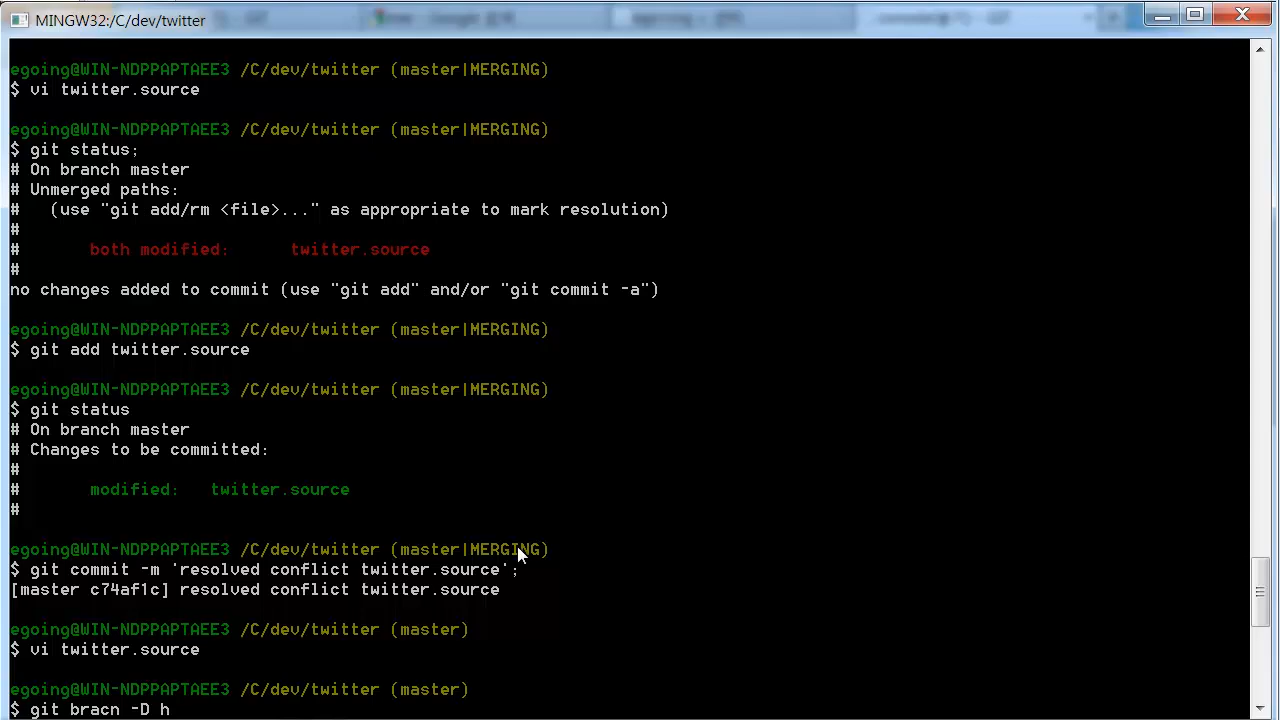 MINGW32:/C/dev/twitter
egoing@WIN-NDPPAPTAEE3 /C/dev/twitter (master|MERGING)
$ vi twitter.source
egoing@WIN-NDPPAPTAEE3 /C/dev/twitter (master|MERGING)
$ git status;
# On branch master
# Unmerged paths:
#   (use "git add/rm <file>..." as appropriate to mark resolution)
#
#       both modified:      twitter.source
#
no changes added to commit (use "git add" and/or "git commit -a")
egoing@WIN-NDPPAPTAEE3 /C/dev/twitter (master|MERGING)
$ git add twitter.source
egoing@WIN-NDPPAPTAEE3 /C/dev/twitter (master|MERGING)
$ git status
# On branch master
# Changes to be committed:
#
#       modified:   twitter.source
#
egoing@WIN-NDPPAPTAEE3 /C/dev/twitter (master|MERGING)
$ git commit -m 'resolved conflict twitter.source';
[master c74af1c] resolved conflict twitter.source
egoing@WIN-NDPPAPTAEE3 /C/dev/twitter (master)
$ vi twitter.source
egoing@WIN-NDPPAPTAEE3 /C/dev/twitter (master)
$ git bracn -D h